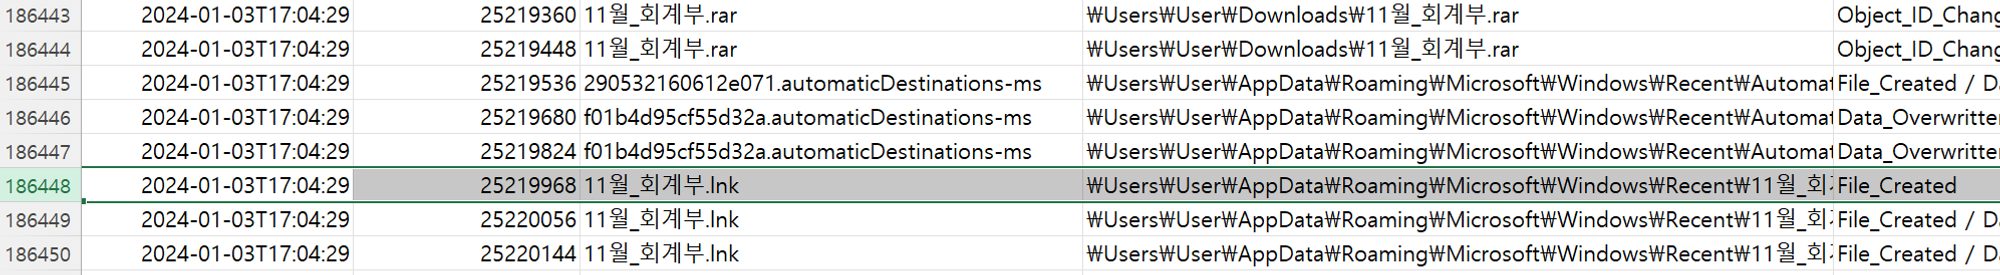 186443 2024-01-03T17:04:29 25219360 11월_회계부.rar ₩Users₩User₩Downloads₩11월_회계부.rar Object_ID_Chang
186444 2024-01-03T17:04:29 25219448 11월_회계부.rar ₩Users₩User₩Downloads₩11월_회계부.rar Object_ID_Chang
186445 2024-01-03T17:04:29 25219536 290532160612e071.automaticDestinations-ms ₩Users₩User₩AppData₩Roaming₩Microsoft₩Windows₩Recent₩Automat File_Created / Da
186446 2024-01-03T17:04:29 25219680 f01b4d95cf55d32a.automaticDestinations-ms ₩Users₩User₩AppData₩Roaming₩Microsoft₩Windows₩Recent₩Automat Data_Overwritten
186447 2024-01-03T17:04:29 25219824 f01b4d95cf55d32a.automaticDestinations-ms ₩Users₩User₩AppData₩Roaming₩Microsoft₩Windows₩Recent₩Automat Data_Overwritten
186448 2024-01-03T17:04:29 25219968 11월_회계부.lnk ₩Users₩User₩AppData₩Roaming₩Microsoft₩Windows₩Recent₩11월_회 File_Created
186449 2024-01-03T17:04:29 25220056 11월_회계부.lnk ₩Users₩User₩AppData₩Roaming₩Microsoft₩Windows₩Recent₩11월_회 File_Created / Da
186450 2024-01-03T17:04:29 25220144 11월_회계부.lnk ₩Users₩User₩AppData₩Roaming₩Microsoft₩Windows₩Recent₩11월_회 File_Created / Da